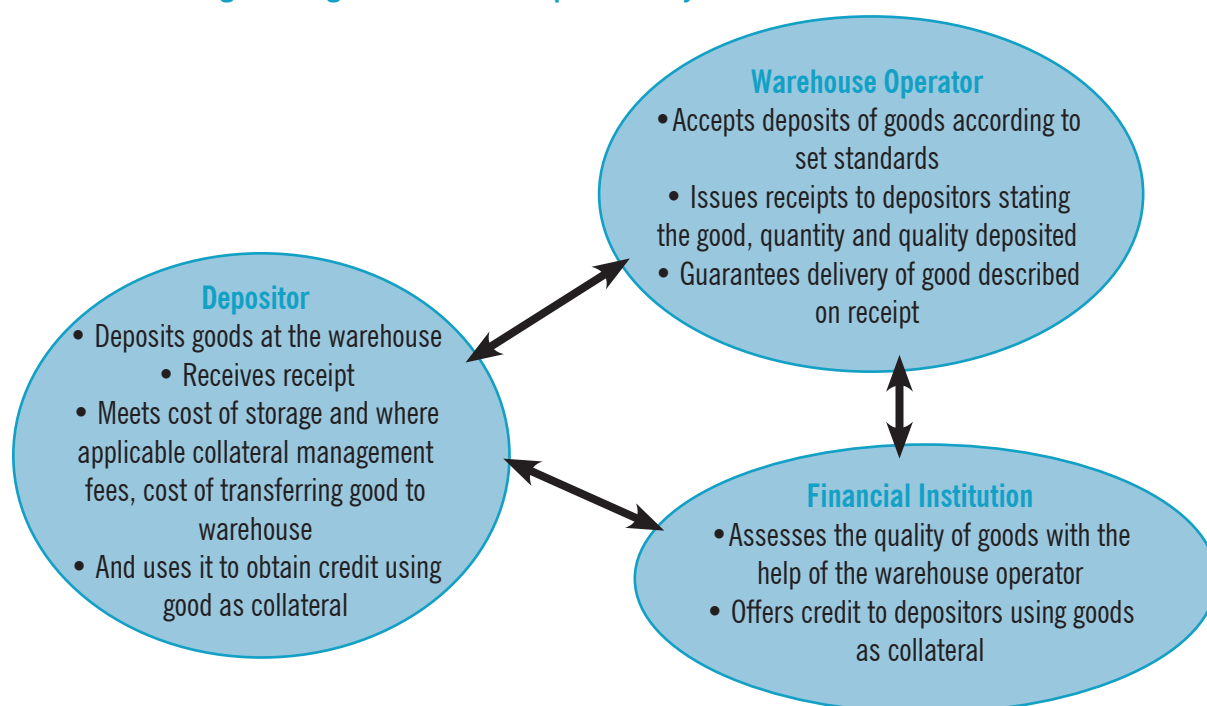 Warehouse Operator
•Accepts deposits of goods according to
set standards
• Issues receipts to depositors stating
the good, quantity and quality deposited
• Guarantees delivery of good described
on receipt
Depositor
• Deposits goods at the warehouse
• Receives receipt
• Meets cost of storage and where
applicable collateral management
fees, cost of transferring good to
warehouse
• And uses it to obtain credit using
good as collateral
Financial Institution
•Assesses the quality of goods with the
help of the warehouse operator
• Offers credit to depositors using goods
as collateral